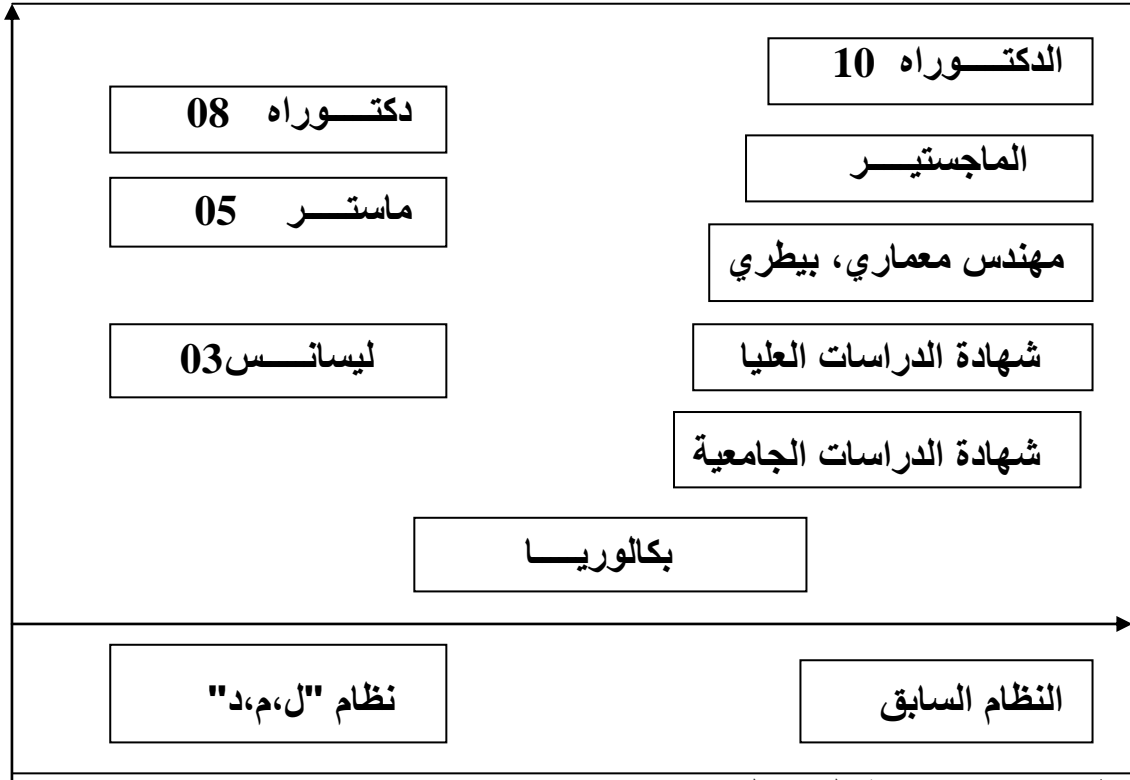 الدكتـــوراه 10
دكتـــوراه 08
الماجستيـــر
ماستـــر 05
مهندس معماري، بيطري
شهادة الدراسات العليا
ليسانـــس03
شهادة الدراسات الجامعية
بكالوريـــا
النظام السابق
نظام "ل،م،د"